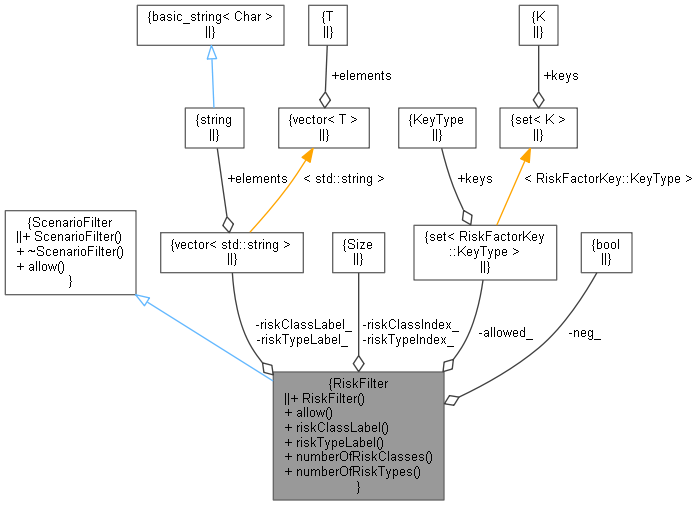 {basic_string< Char >
||}
{T
||}
{K
||}
+elements
+keys
{string
||}
{vector< T >
||}
{KeyType
||}
{set< K >
||}
+elements
< std::string >
+keys
< RiskFactorKey::KeyType >
{ScenarioFilter
||+ ScenarioFilter()
+ ~ScenarioFilter()
+ allow()
}
{vector< std::string >
||}
{Size
||}
{set< RiskFactorKey
::KeyType >
||}
{bool
||}
-riskClassLabel_
-riskTypeLabel_
-riskClassIndex_
-riskTypeIndex_
-allowed_
-neg_
{RiskFilter
||+ RiskFilter()
+ allow()
+ riskClassLabel()
+ riskTypeLabel()
+ numberOfRiskClasses()
+ numberOfRiskTypes()
}